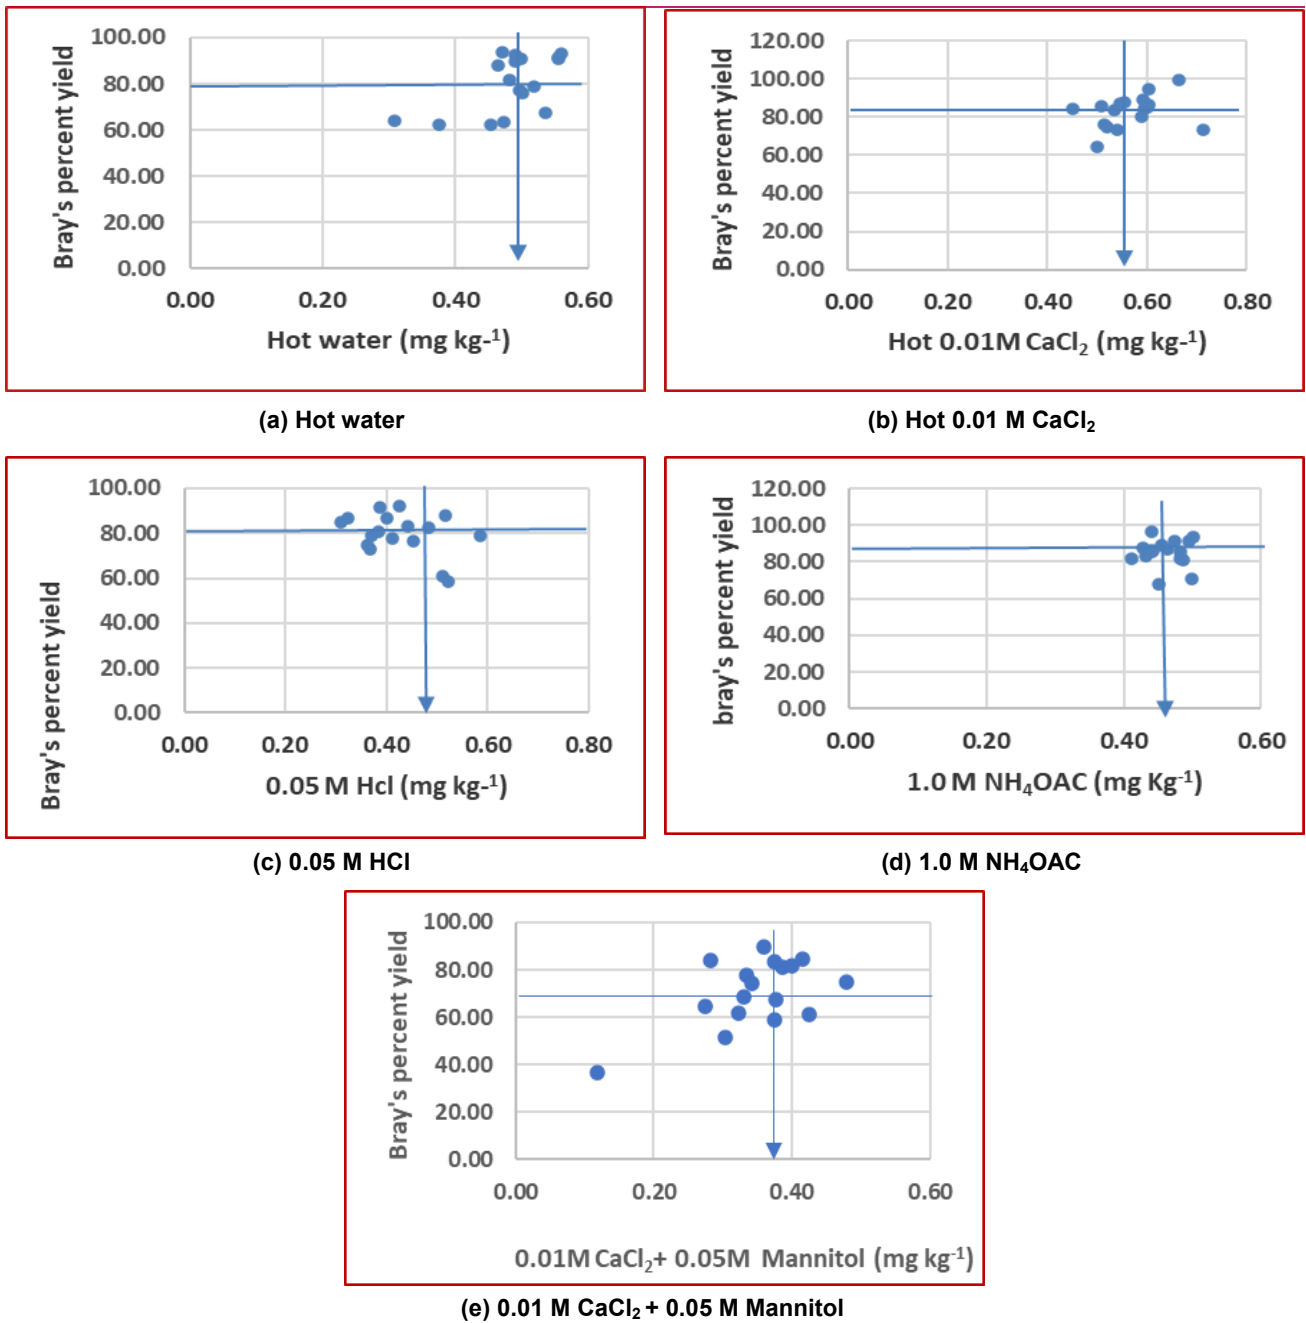 Bray's percent yield
100.00
80.00
60.00
40.00
20.00
0.00
0.00 0.20 0.40 0.60
Hot water (mg kg-¹)
(a) Hot water
Bray's percent yield
120.00
100.00
80.00
60.00
40.00
20.00
0.00
0.00 0.20 0.40 0.60 0.80
Hot 0.01M CaCl₂ (mg kg-¹)
(b) Hot 0.01 M CaCl₂
Bray's percent yield
100.00
80.00
60.00
40.00
20.00
0.00
0.00 0.20 0.40 0.60 0.80
0.05 M Hcl (mg kg-¹)
(c) 0.05 M HCl
bray's percent yield
120.00
100.00
80.00
60.00
40.00
20.00
0.00
0.00 0.20 0.40 0.60
1.0 M NH₄OAC (mg Kg⁻¹)
(d) 1.0 M NH₄OAC
Bray's percent yield
100.00
80.00
60.00
40.00
20.00
0.00
0.00 0.20 0.40 0.60
0.01M CaCl₂+ 0.05M Mannitol (mg kg⁻¹)
(e) 0.01 M CaCl₂ + 0.05 M Mannitol